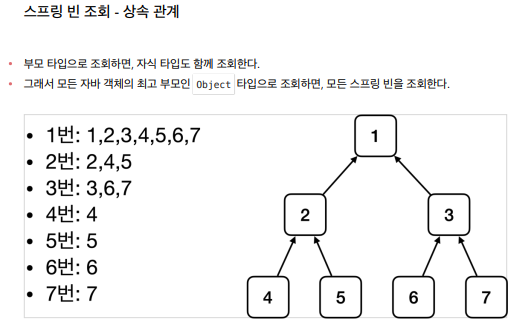 스프링 빈 조회 - 상속 관계
• 부모 타입으로 조회하면, 자식 타입도 함께 조회한다.
• 그래서 모든 자바 객체의 최고 부모인 Object 타입으로 조회하면, 모든 스프링 빈을 조회한다.
• 1번: 1,2,3,4,5,6,7
• 2번: 2,4,5
• 3번: 3,6,7
• 4번: 4
• 5번: 5
• 6번: 6
• 7번: 7
1
2 3
4 5 6 7